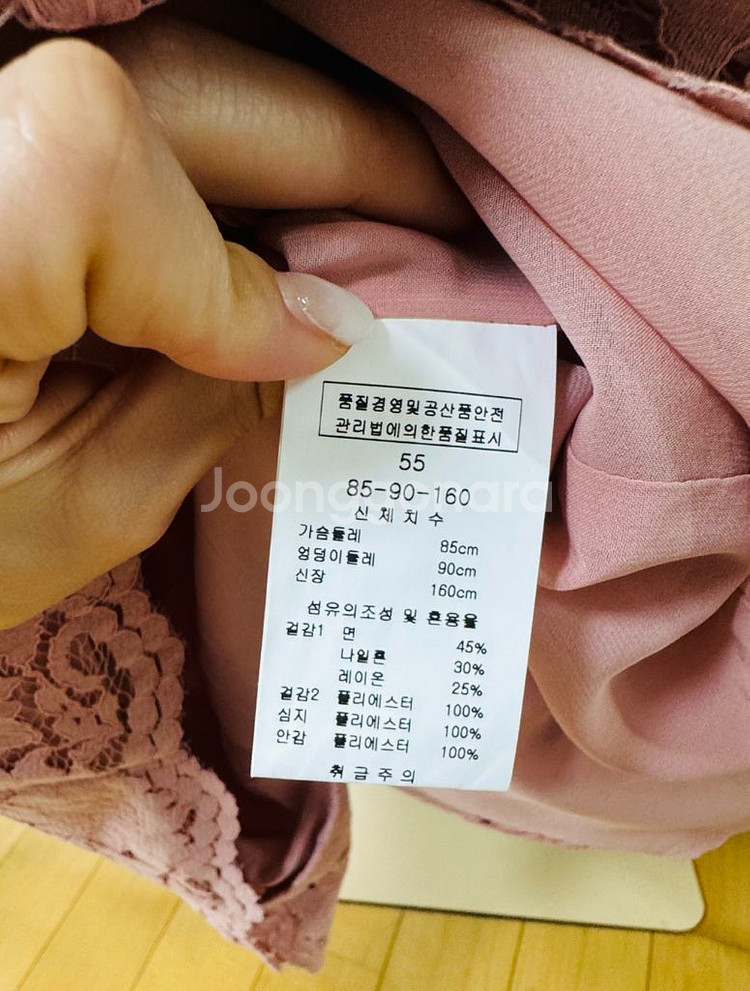 품질경영및공산품안전
관리법에의한품질표시
55
85-90-160
신체치수
가슴둘레 85cm
엉덩이둘레 90cm
신장 160cm
섬유의조성 및 혼용율
겉감1 면 45%
나일론 30%
레이온 25%
겉감2 폴리에스터 100%
심지 폴리에스터 100%
안감 폴리에스터 100%
취급주의
Joonggonara